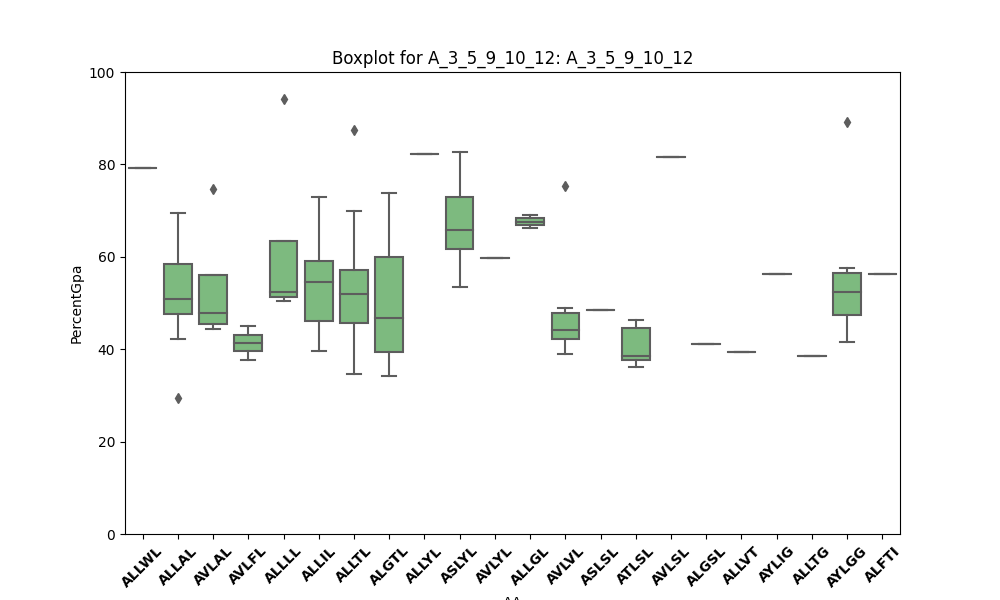 Boxplot for A_3_5_9_10_12: A_3_5_9_10_12
100
80
60
40
20
0
PercentGpa
ALLWL
ALLAL
AVLAL
AVLFL
ALLLL
ALLIL
ALLTL
ALGTL
ALLYL
ASLYL
AVLYL
ALLGL
AVLVL
ASLSL
ATLSL
AVLSL
ALGSL
ALLVT
AYLIG
ALLTG
AYLGG
ALFTI